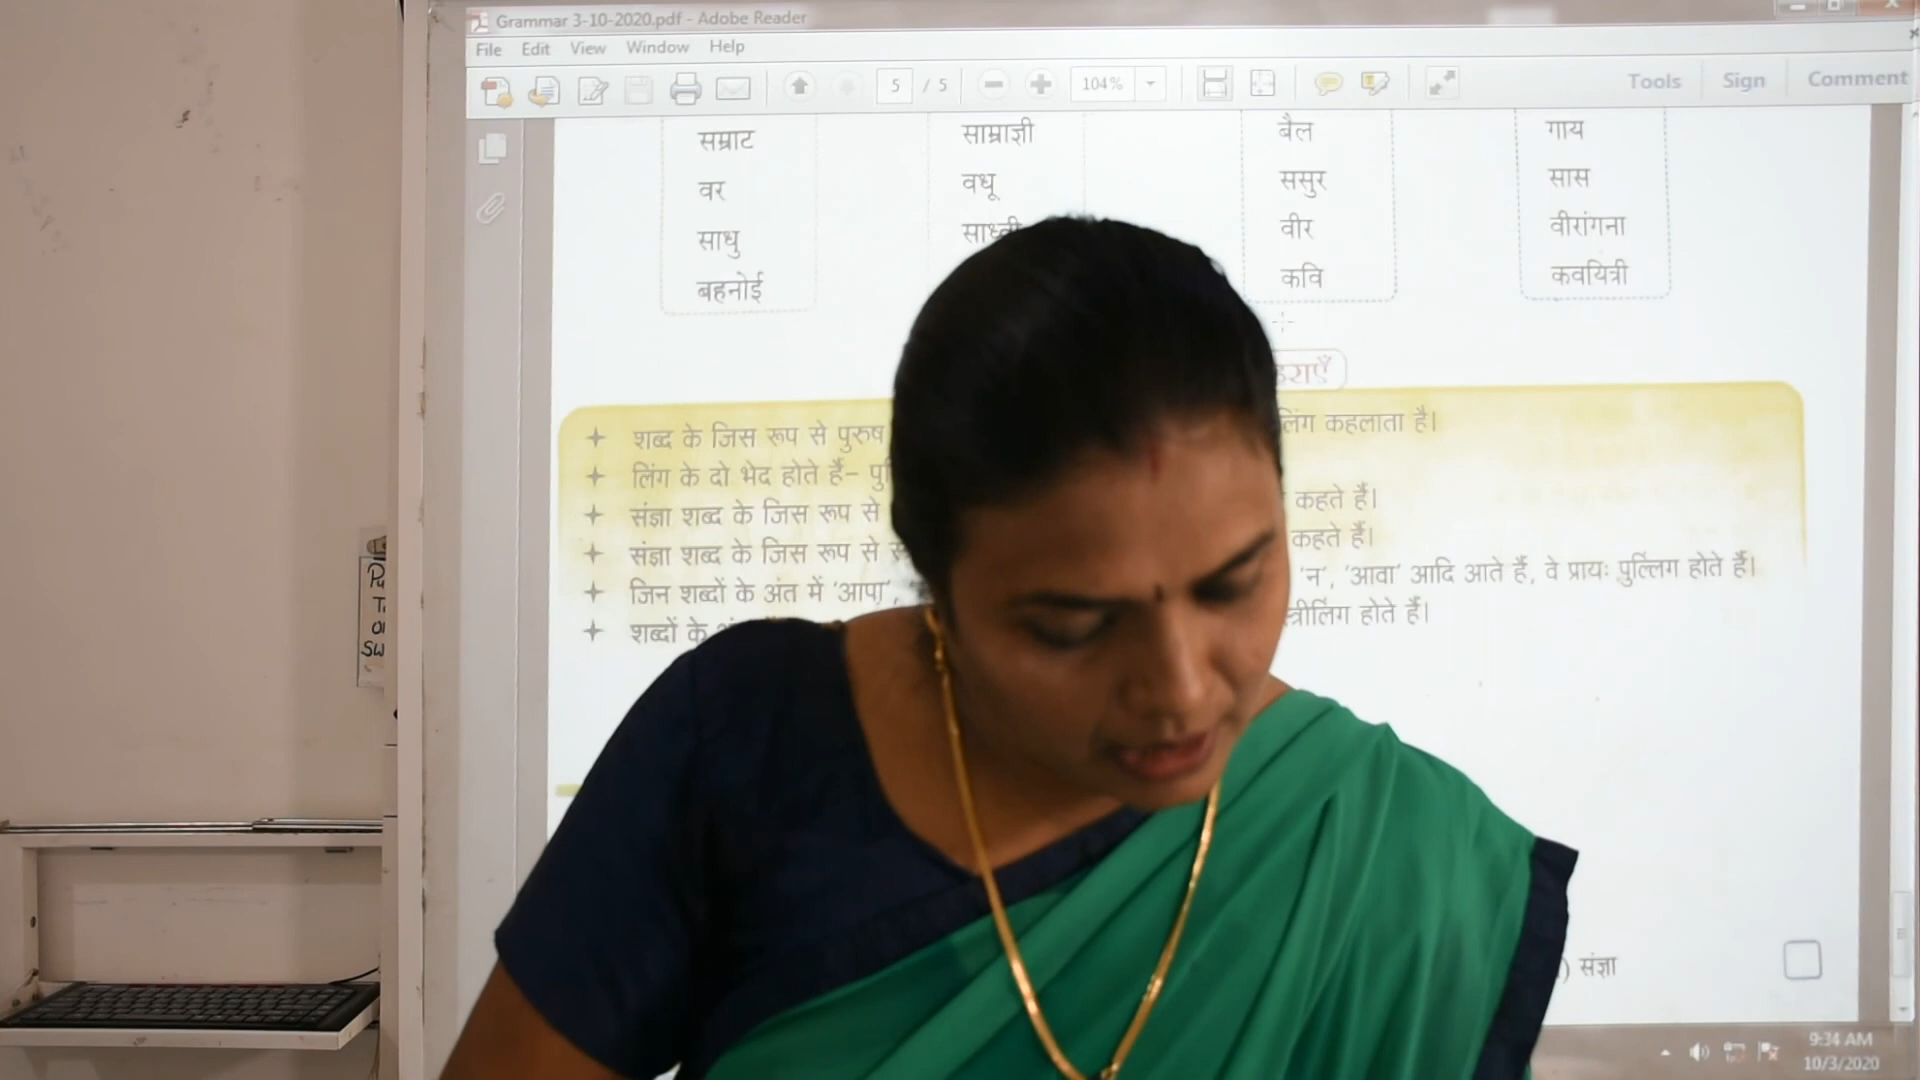 Grammar 3-10-2020.pdf - Adobe Reader
File Edit View Window Help
5 / 5 104% Tools Sign Comment
सम्राट साम्राज्ञी बैल गाय
वर वधू ससुर सास
साधु साध्वी वीर वीरांगना
बहनोई कवि कवयित्री
शब्द के जिस रूप से पुरुष लिंग कहलाता है।
लिंग के दो भेद होते हैं-
संज्ञा शब्द के जिस रूप से कहते हैं।
संज्ञा शब्द के जिस रूप से कहते हैं।
जिन शब्दों के अंत में 'आपा', 'न', 'आवा' आदि आते हैं, वे प्रायः पुल्लिंग होते हैं।
शब्दों के स्त्रीलिंग होते हैं।
) संज्ञा
9:34 AM
10/3/2020